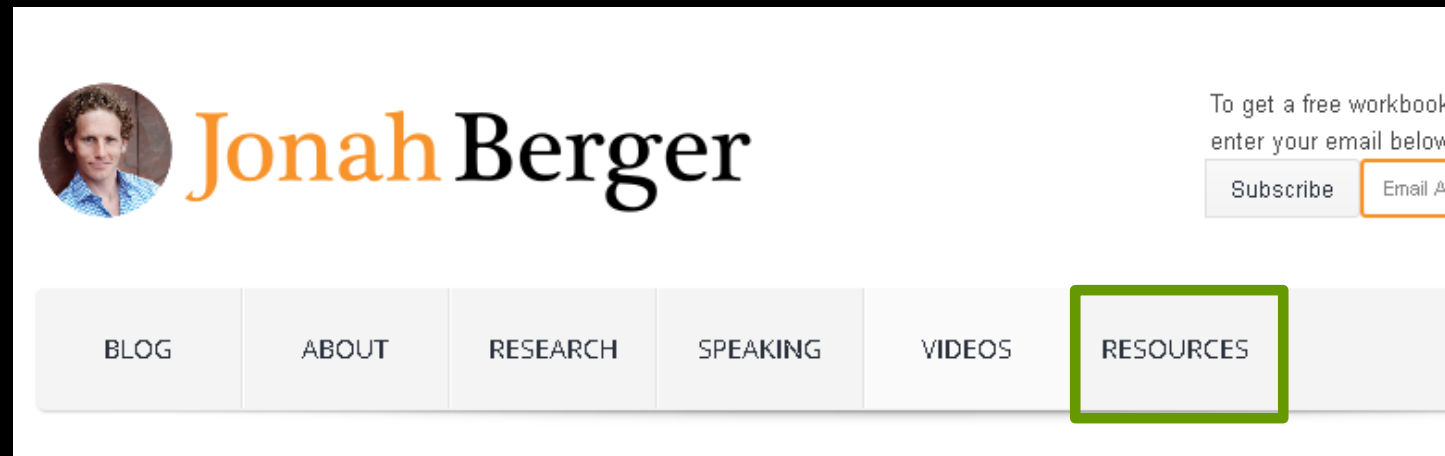 Jonah Berger
To get a free workbook
enter your email below
Subscribe Email A
BLOG ABOUT RESEARCH SPEAKING VIDEOS RESOURCES